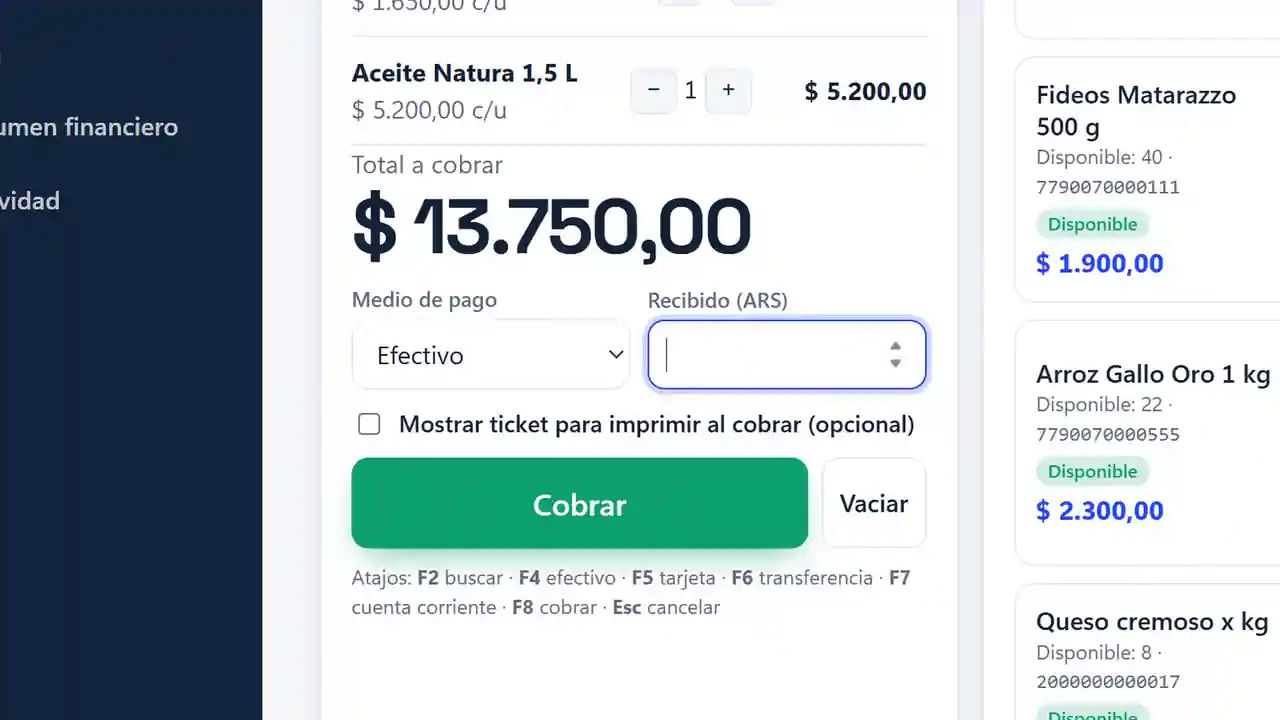 $ 1.650,00 c/u
umen financiero
vidad
Aceite Natura 1,5 L
$ 5.200,00 c/u
− 1 +
$ 5.200,00
Total a cobrar
$ 13.750,00
Medio de pago
Recibido (ARS)
Efectivo
Mostrar ticket para imprimir al cobrar (opcional)
Cobrar
Vaciar
Atajos: F2 buscar · F4 efectivo · F5 tarjeta · F6 transferencia · F7
cuenta corriente · F8 cobrar · Esc cancelar
Fideos Matarazzo
500 g
Disponible: 40 ·
7790070000111
Disponible
$ 1.900,00
Arroz Gallo Oro 1 kg
Disponible: 22 ·
7790070000555
Disponible
$ 2.300,00
Queso cremoso x kg
Disponible: 8 ·
2000000000017
Disponible